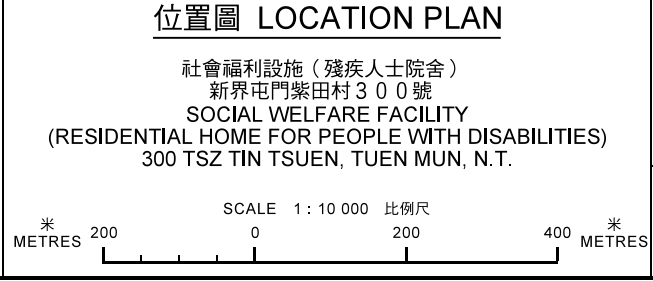 位置圖 LOCATION PLAN
社會福利設施（殘疾人士院舍）
新界屯門紫田村３００號
SOCIAL WELFARE FACILITY
(RESIDENTIAL HOME FOR PEOPLE WITH DISABILITIES)
300 TSZ TIN TSUEN, TUEN MUN, N.T.
SCALE 1 : 10 000 比例尺
米 METRES 200 0 200 400 米 METRES